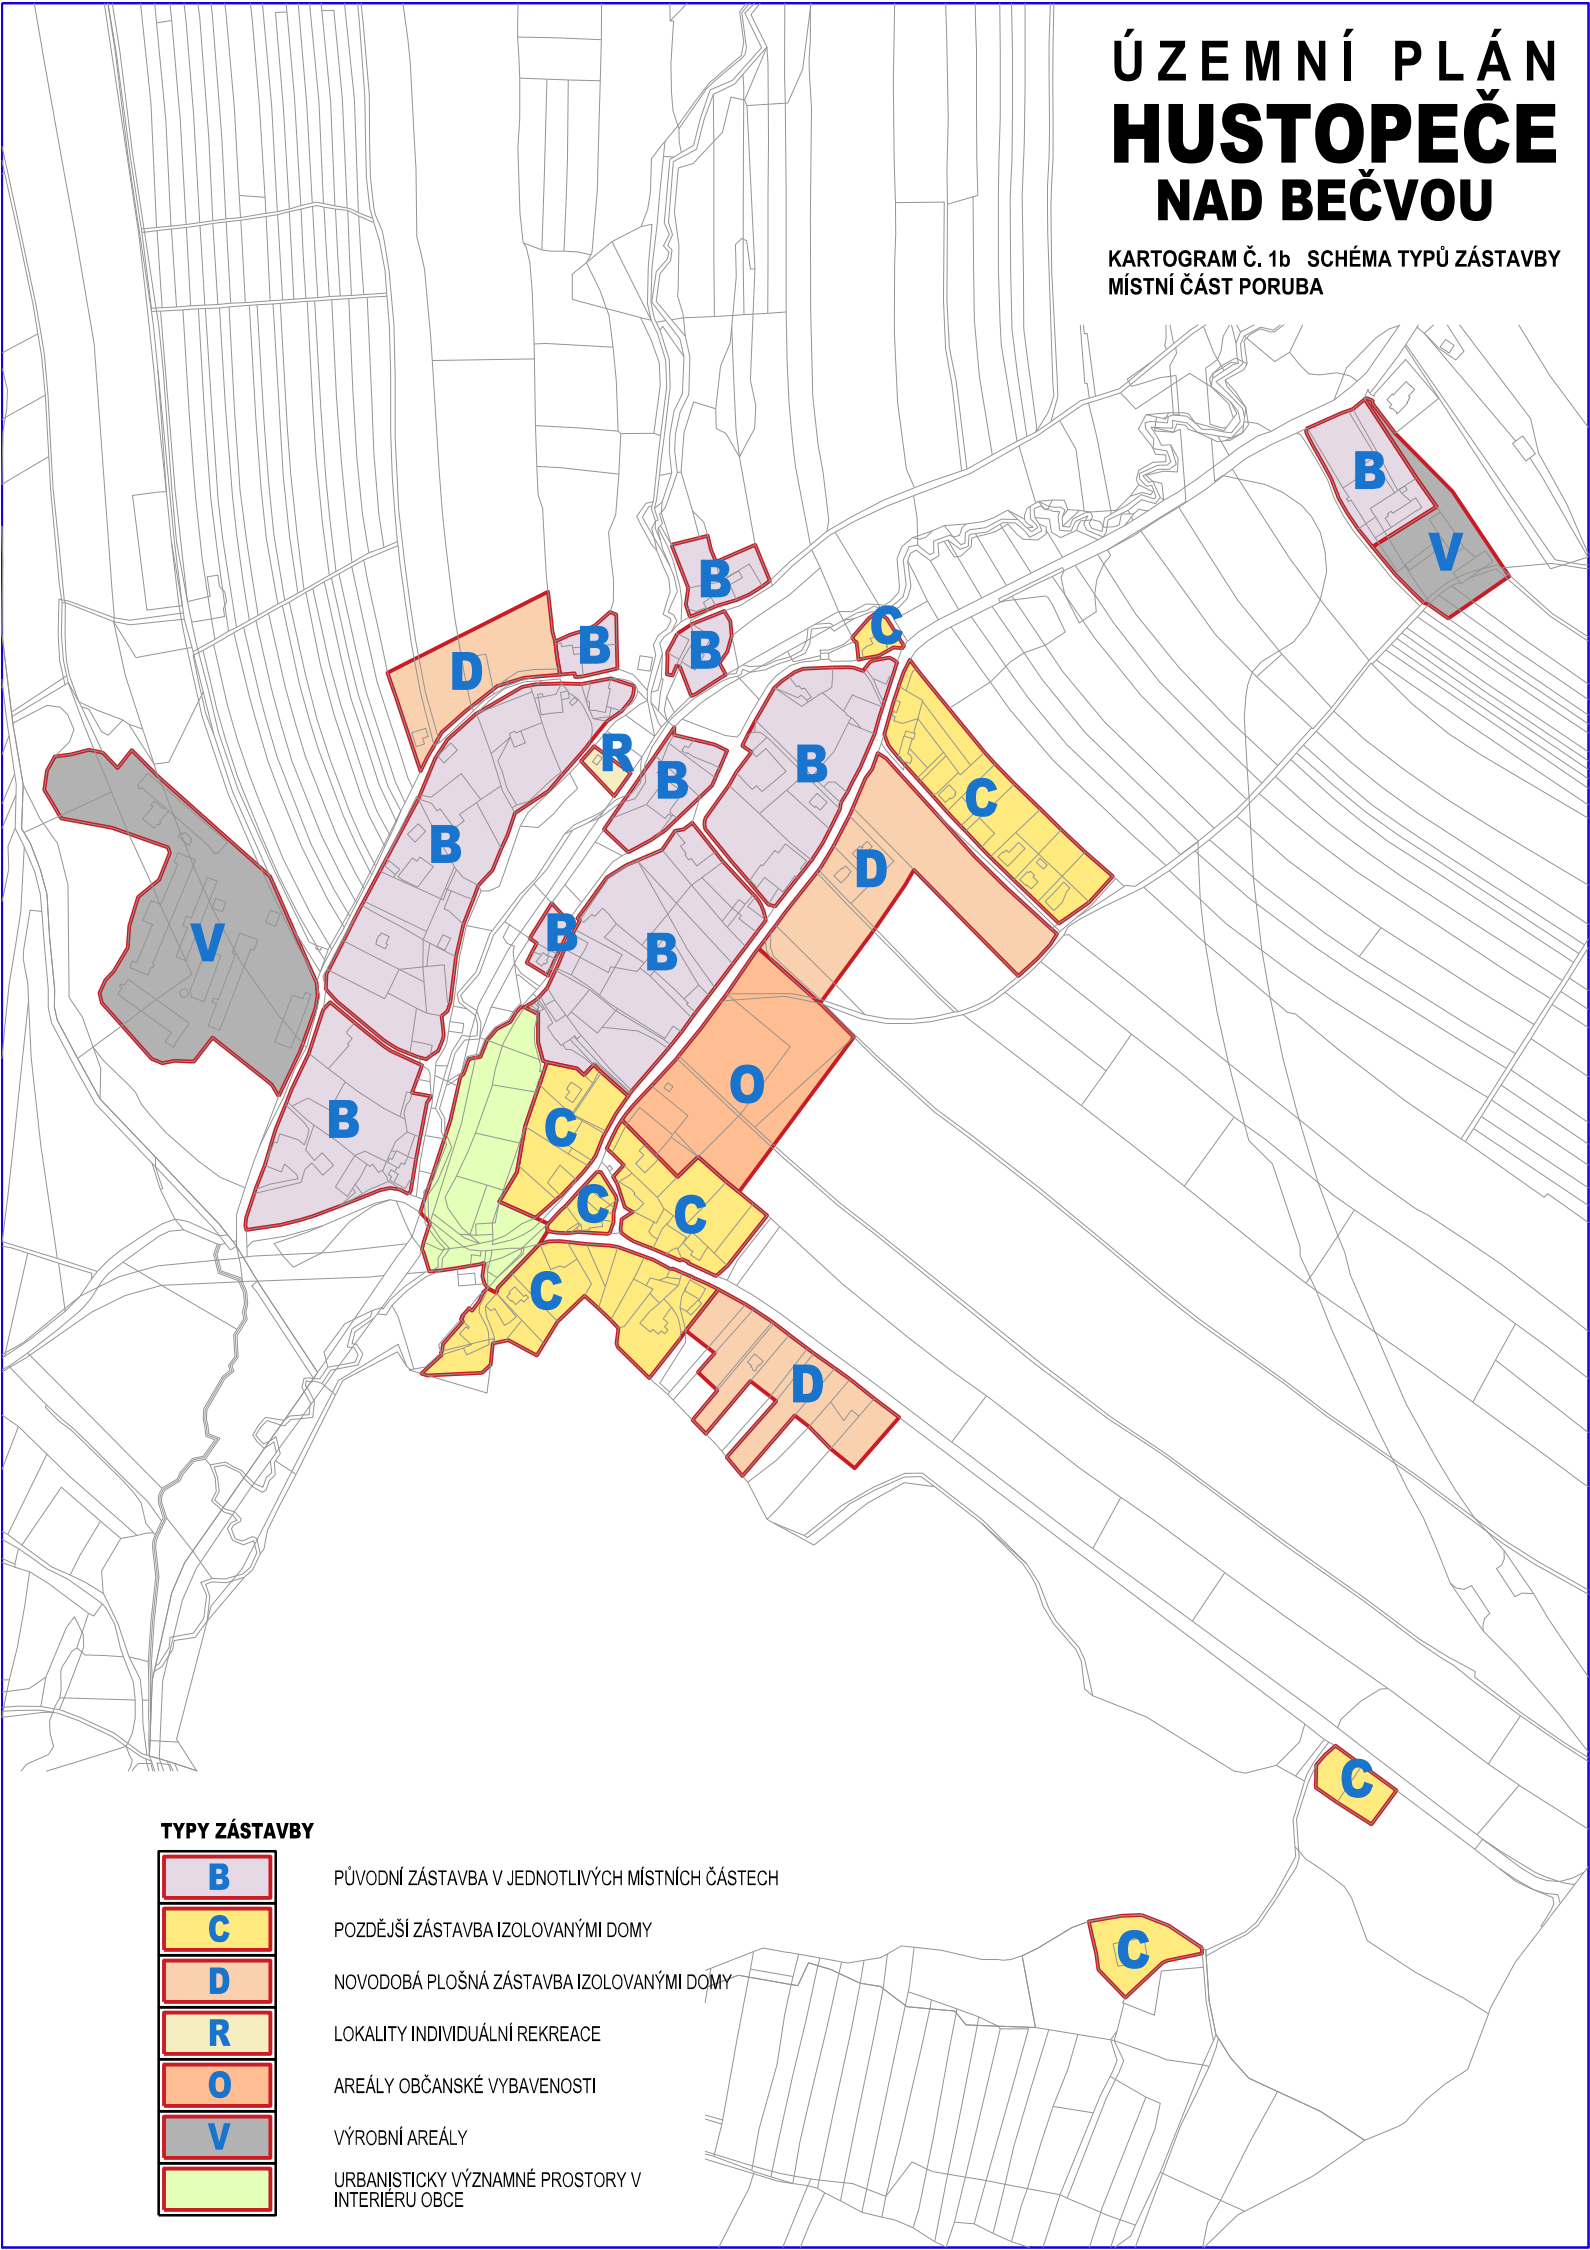 ÚZEMNÍ PLÁN
HUSTOPEČE
NAD BEČVOU
KARTOGRAM Č. 1b SCHÉMA TYPŮ ZÁSTAVBY
MÍSTNÍ ČÁST PORUBA
B
V
B
C
B
B
D
R
B
B
C
B
D
V
B
B
O
B
C
C
C
C
D
C
C
TYPY ZÁSTAVBY
B PŮVODNÍ ZÁSTAVBA V JEDNOTLIVÝCH MÍSTNÍCH ČÁSTECH
C POZDĚJŠÍ ZÁSTAVBA IZOLOVANÝMI DOMY
D NOVODOBÁ PLOŠNÁ ZÁSTAVBA IZOLOVANÝMI DOMY
R LOKALITY INDIVIDUÁLNÍ REKREACE
O AREÁLY OBČANSKÉ VYBAVENOSTI
V VÝROBNÍ AREÁLY
URBANISTICKY VÝZNAMNÉ PROSTORY V
INTERIÉRU OBCE